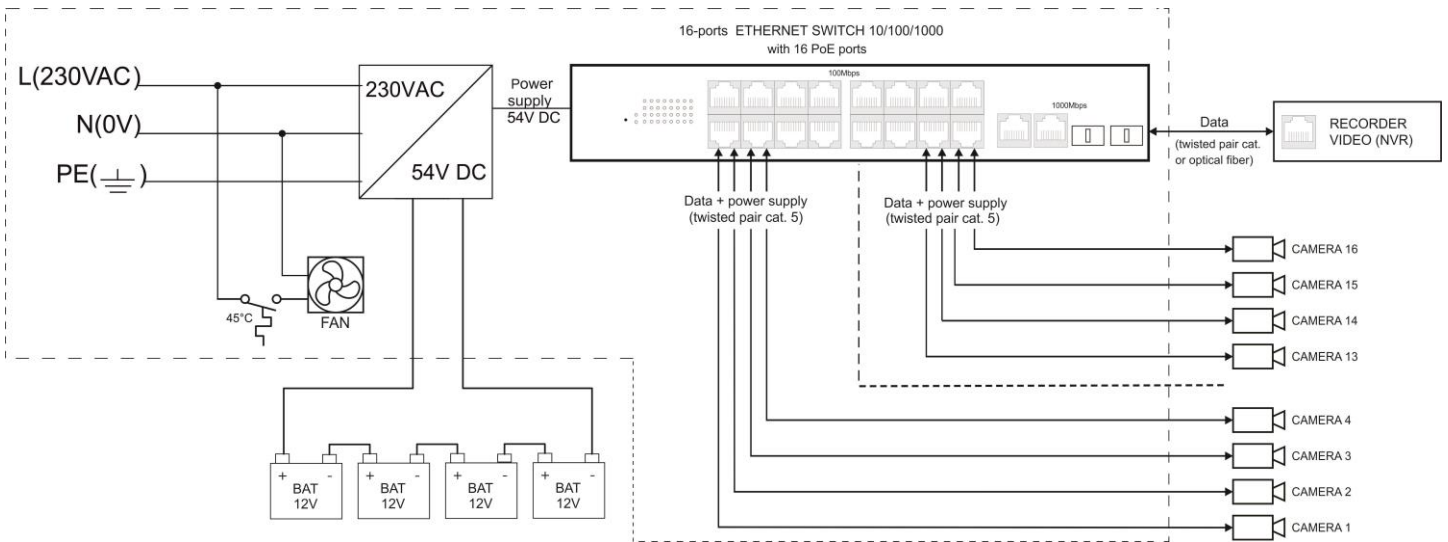 16-ports ETHERNET SWITCH 10/100/1000
with 16 PoE ports
L(230VAC)
N(0V)
PE( )
230VAC
54V DC
Power
supply
54V DC
100Mbps
1000Mbps
Data
(twisted pair cat.
or optical fiber)
RECORDER
VIDEO (NVR)
Data + power supply
(twisted pair cat. 5)
Data + power supply
(twisted pair cat. 5)
45°C
FAN
CAMERA 16
CAMERA 15
CAMERA 14
CAMERA 13
CAMERA 4
CAMERA 3
CAMERA 2
CAMERA 1
+ -
BAT
12V
+ -
BAT
12V
+ -
BAT
12V
+ -
BAT
12V